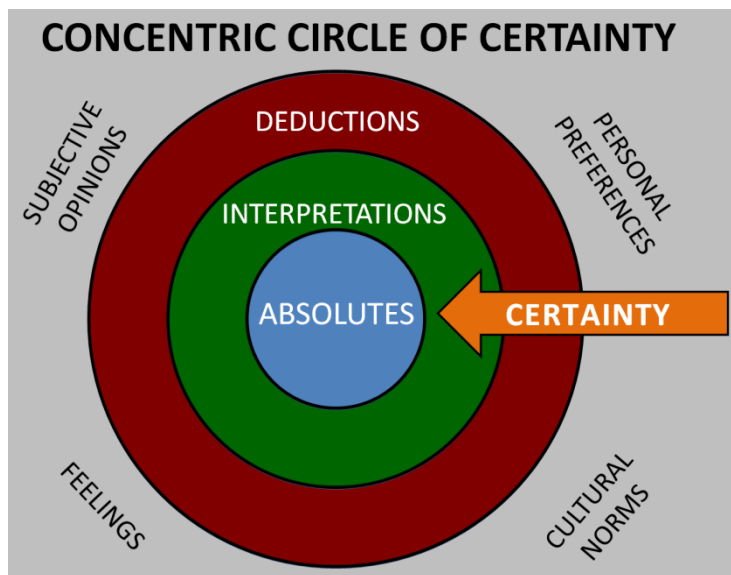 CONCENTRIC CIRCLE OF CERTAINTY
SUBJECTIVE
OPINIONS
DEDUCTIONS
PERSONAL
PREFERENCES
INTERPRETATIONS
ABSOLUTES
CERTAINTY
FEELINGS
CULTURAL
NORMS